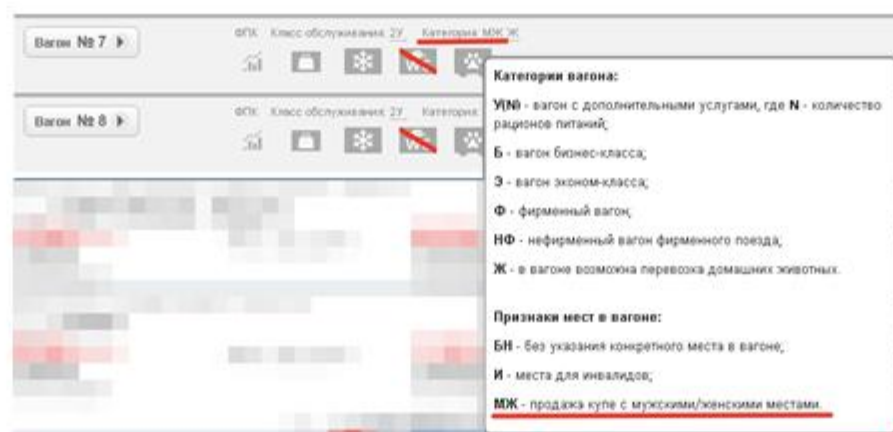 Вагон № 7
ФПК Класс обслуживания: 2У Категория: МЖ Ж
Вагон № 8
ФПК Класс обслуживания: 2У Категория:
Категории вагона:
У(N) - вагон с дополнительными услугами, где N - количество
рационов питаний;
Б - вагон бизнес-класса;
Э - вагон эконом-класса;
Ф - фирменный вагон;
НФ - нефирменный вагон фирменного поезда;
Ж - в вагоне возможна перевозка домашних животных.
Признаки мест в вагоне:
БН - без указания конкретного места в вагоне;
И - места для инвалидов;
МЖ - продажа купе с мужскими/женскими местами.